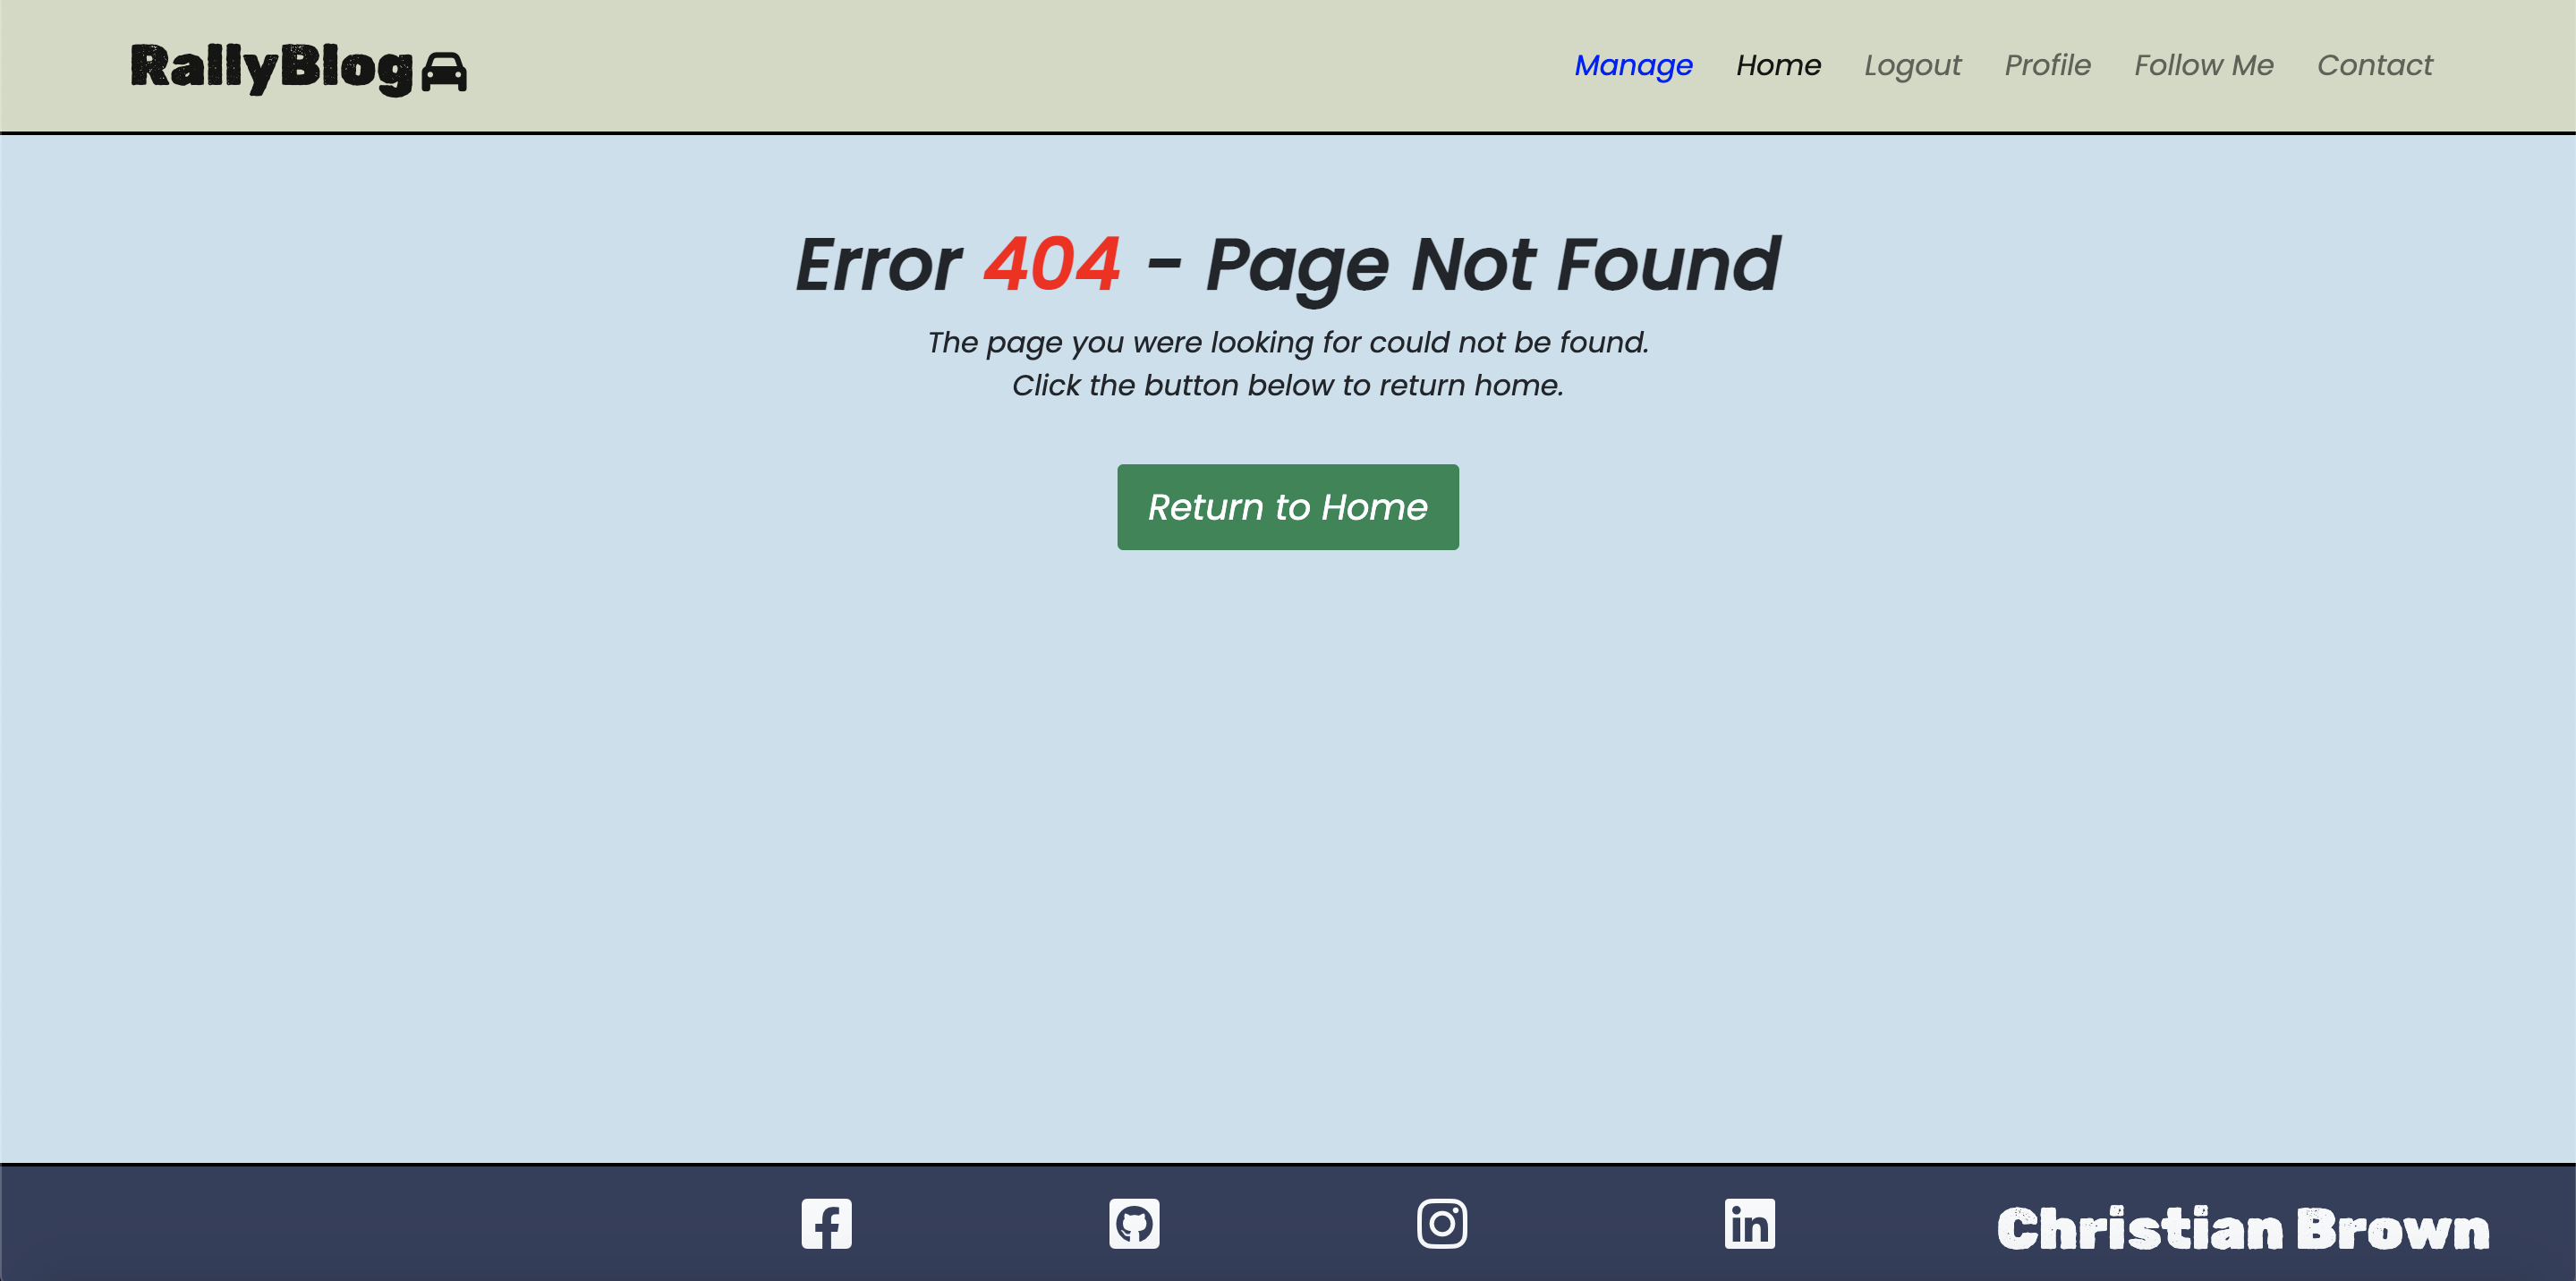 RallyBlog
Manage Home Logout Profile Follow Me Contact
Error 404 - Page Not Found
The page you were looking for could not be found.
Click the button below to return home.
Return to Home
Christian Brown